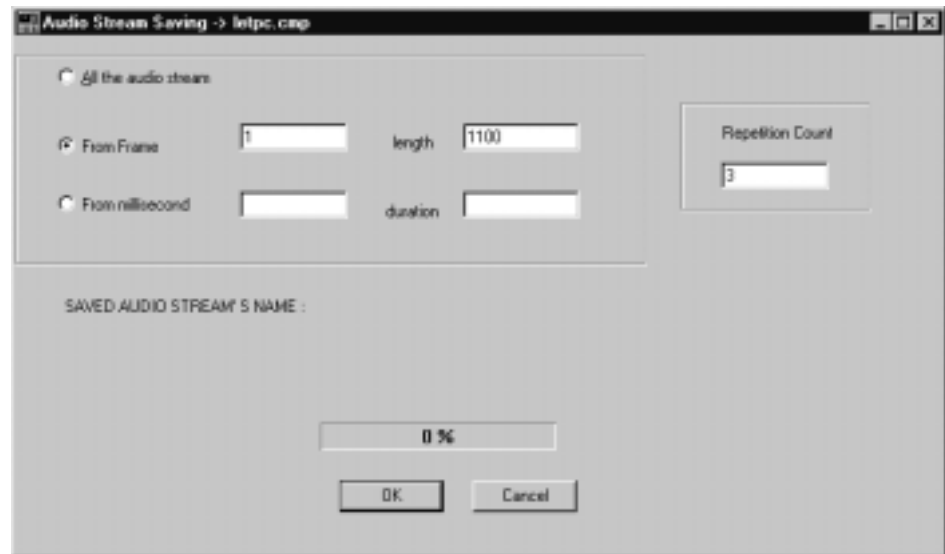 Audio Stream Saving -> letpc.cmp
All the audio stream
From Frame 1 length 1100
Repetition Count
3
From millisecond duration
SAVED AUDIO STREAM'S NAME :
0 %
OK Cancel